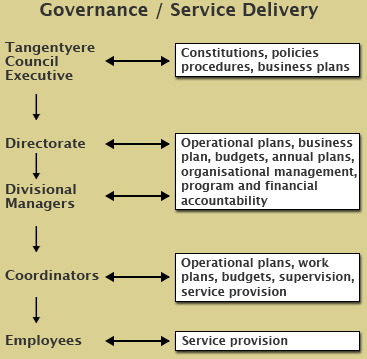 Governance / Service Delivery
Tangentyere
Council
Executive
Constitutions, policies
procedures, business plans
Directorate
Divisional
Managers
Operational plans, business
plan, budgets, annual plans,
organisational management,
program and financial
accountability
Coordinators
Operational plans, work
plans, budgets, supervision,
service provision
Employees
Service provision